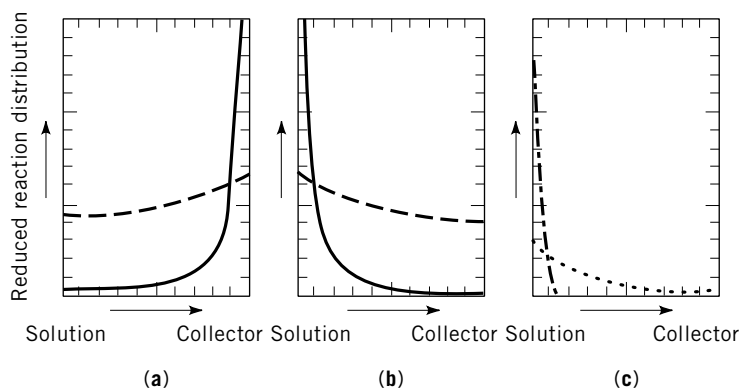 Reduced reaction distribution
Solution Collector Solution Collector Solution Collector
(a) (b) (c)